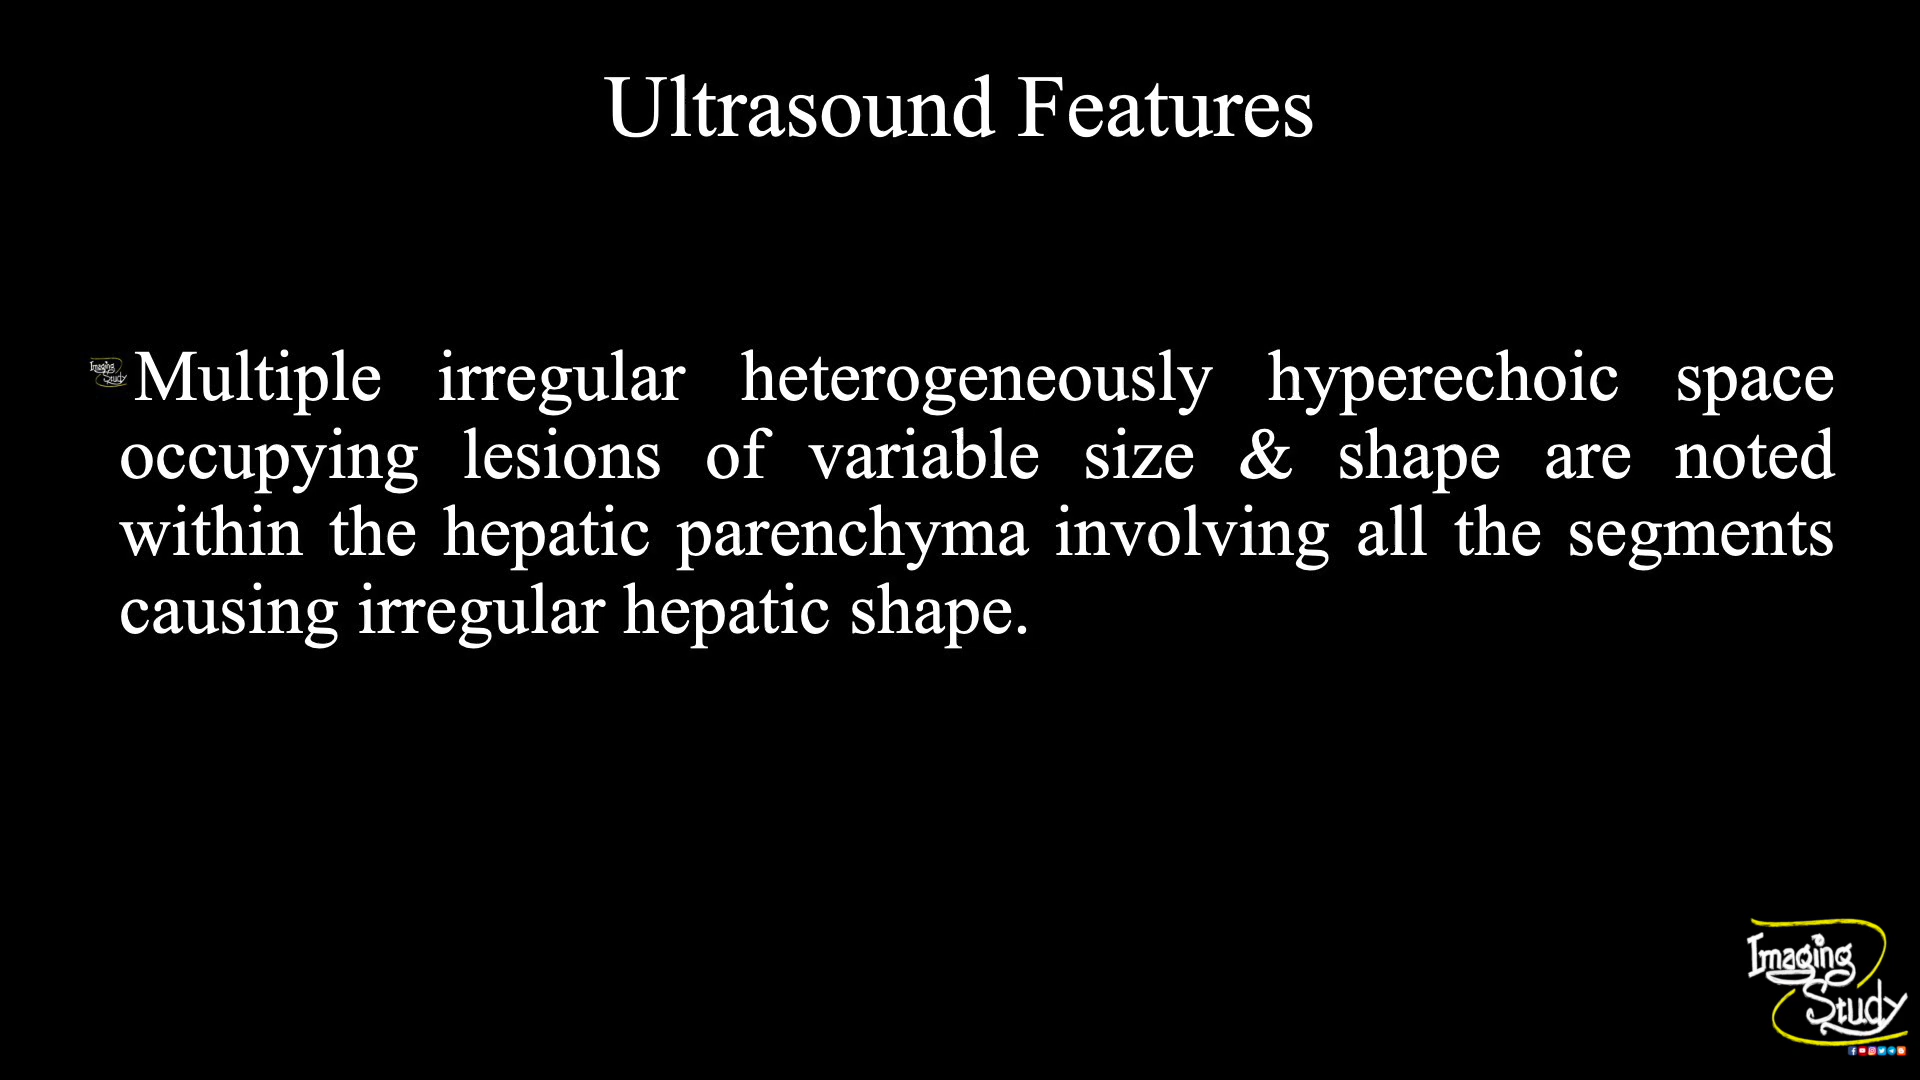 Ultrasound Features
Multiple irregular heterogeneously hyperechoic space
occupying lesions of variable size & shape are noted
within the hepatic parenchyma involving all the segments
causing irregular hepatic shape.
Imaging
Study